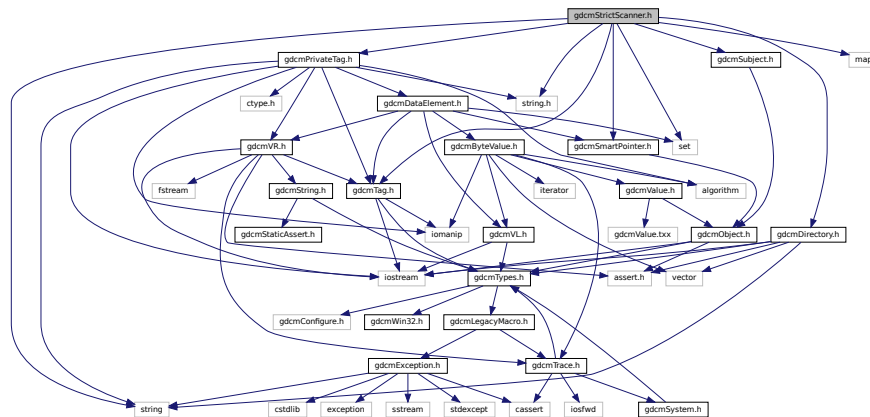 gdcmStrictScanner.h
gdcmPrivateTag.h
gdcmSubject.h
map
ctype.h
gdcmDataElement.h
string.h
gdcmVR.h
gdcmByteValue.h
gdcmSmartPointer.h
set
fstream
gdcmString.h
gdcmTag.h
iterator
gdcmValue.h
algorithm
gdcmStaticAssert.h
iomanip
gdcmVL.h
gdcmValue.txx
gdcmObject.h
gdcmDirectory.h
iostream
gdcmTypes.h
assert.h
vector
gdcmConfigure.h
gdcmWin32.h
gdcmLegacyMacro.h
gdcmException.h
gdcmTrace.h
string
cstdlib
exception
sstream
stdexcept
cassert
iosfwd
gdcmSystem.h